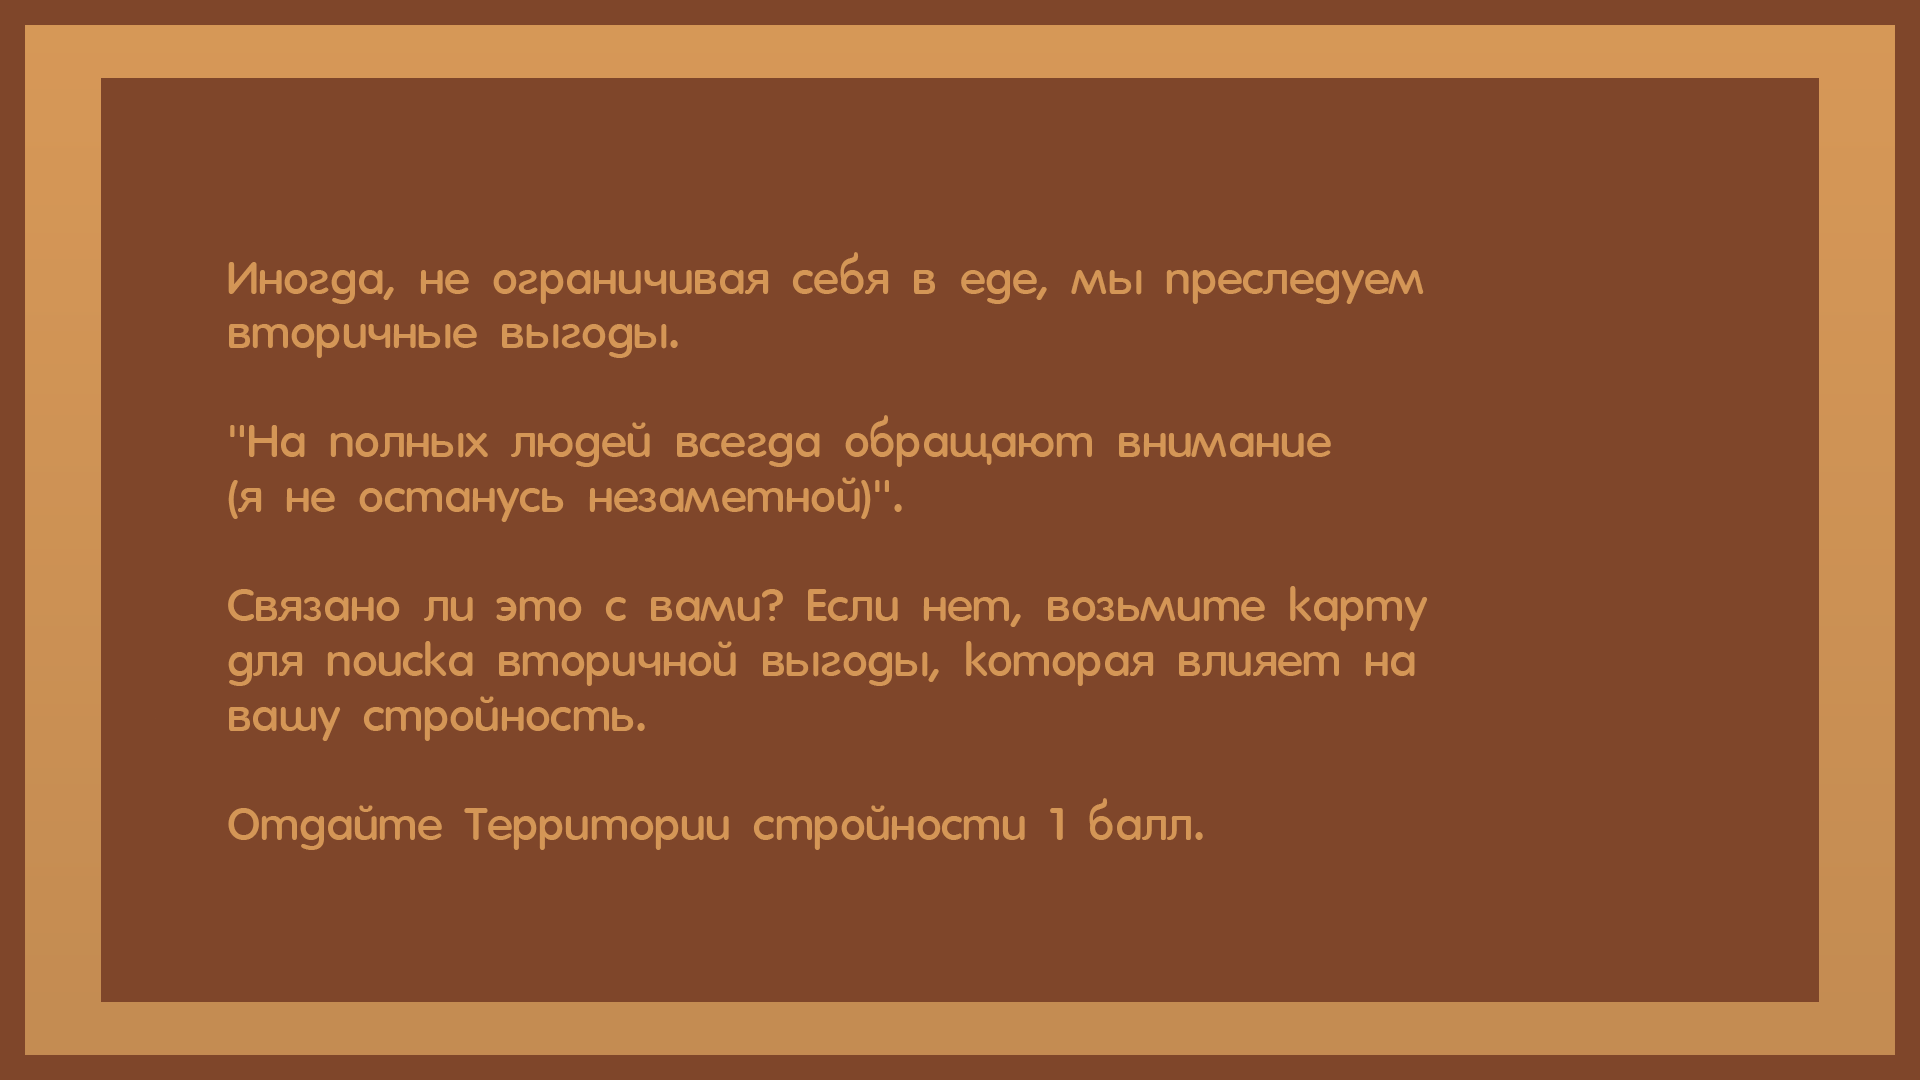 Иногда, не ограничивая себя в еде, мы преследуем
вторичные выгоды.
"На полных людей всегда обращают внимание
(я не останусь незаметной)".
Связано ли это с вами? Если нет, возьмите карту
для поиска вторичной выгоды, которая влияет на
вашу стройность.
Отдайте Территории стройности 1 балл.